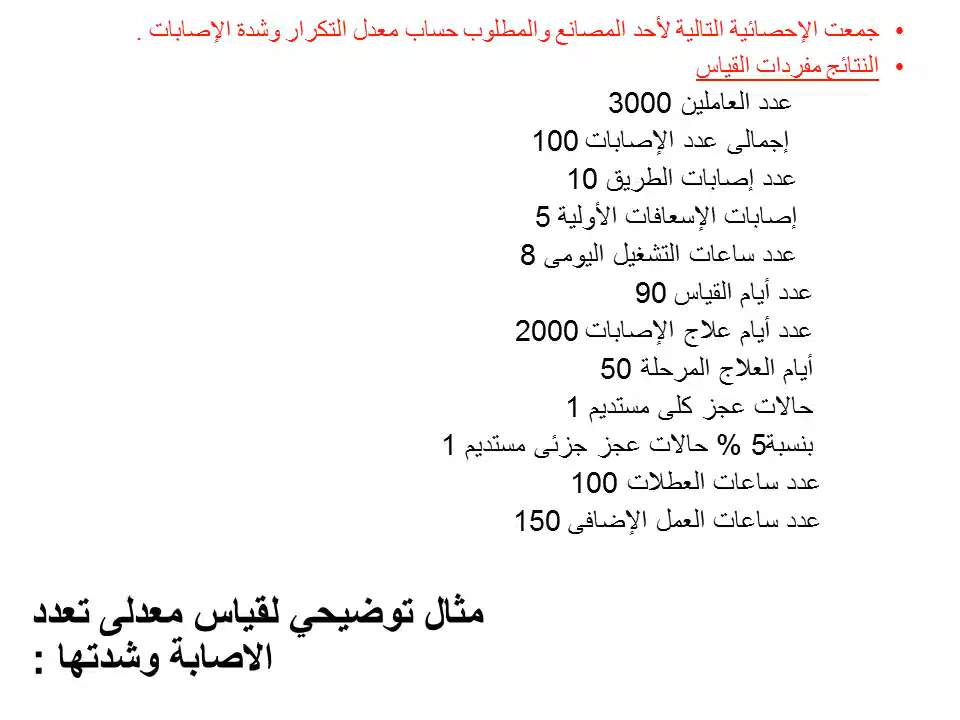 • جمعت الإحصائية التالية لأحد المصانع والمطلوب حساب معدل التكرار وشدة الإصابات .
• النتائج مفردات القياس
عدد العاملين 3000
إجمالى عدد الإصابات 100
عدد إصابات الطريق 10
إصابات الإسعافات الأولية 5
عدد ساعات التشغيل اليومى 8
عدد أيام القياس 90
عدد أيام علاج الإصابات 2000
أيام العلاج المرحلة 50
حالات عجز كلى مستديم 1
بنسبة5 % حالات عجز جزئى مستديم 1
عدد ساعات العطلات 100
عدد ساعات العمل الإضافى 150
مثال توضيحي لقياس معدلى تعدد
الاصابة وشدتها :